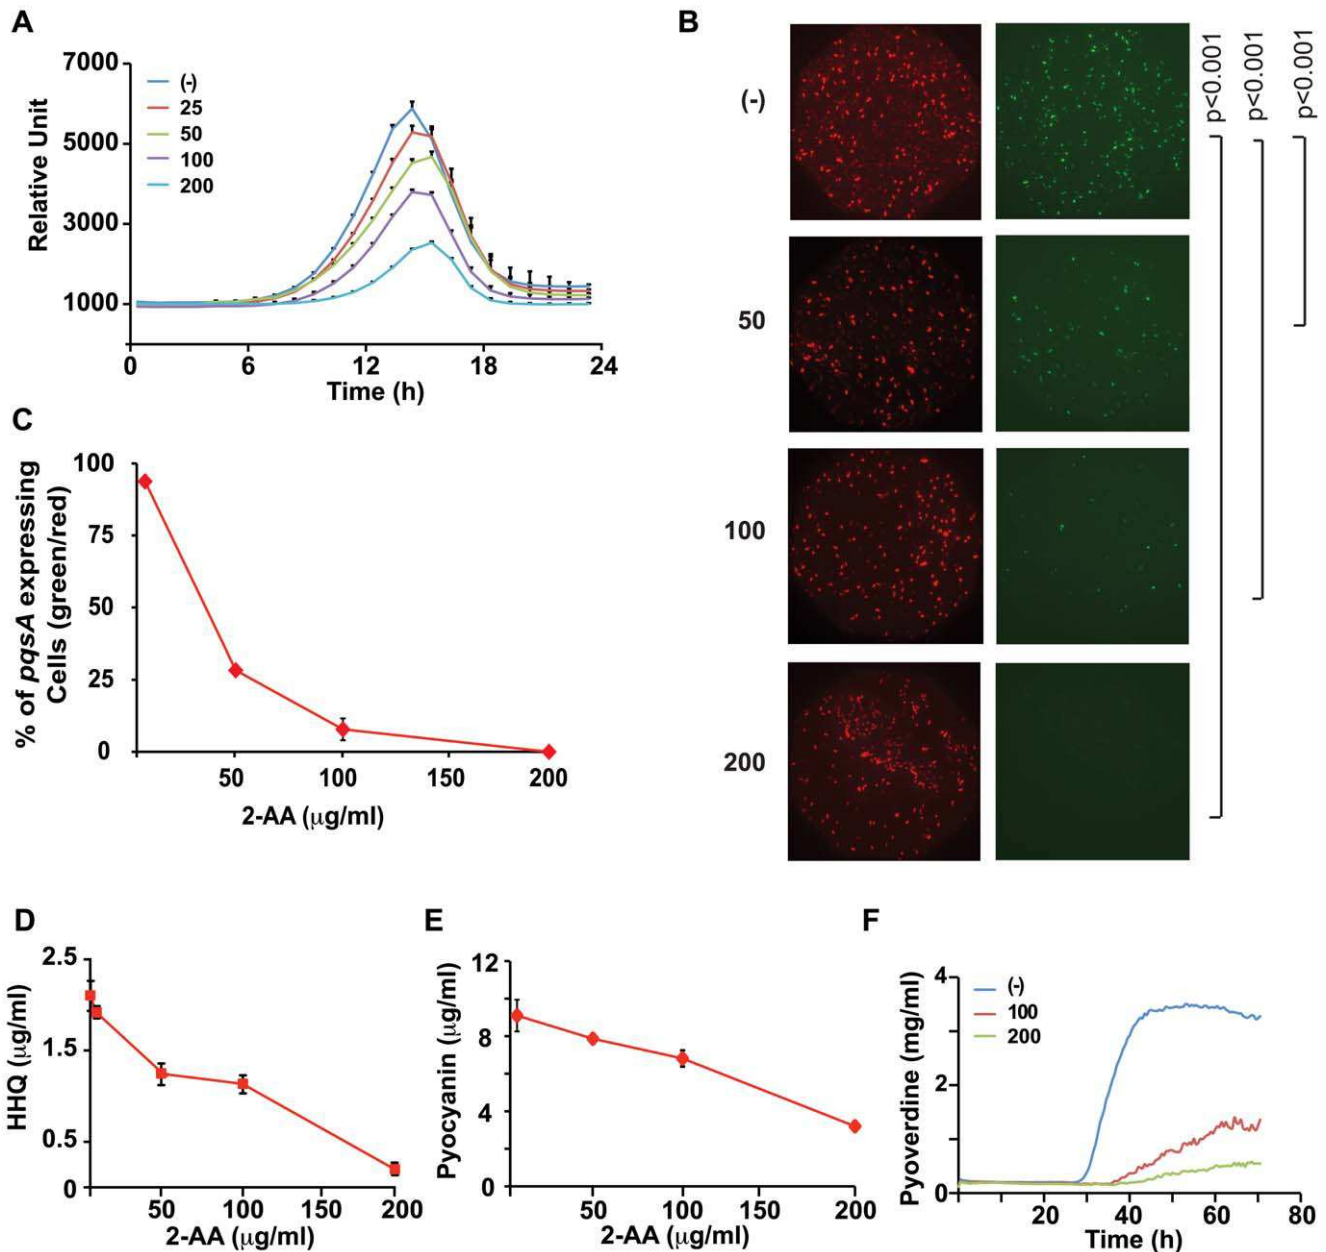 A
Relative Unit
7000
5000
3000
1000
(-)
25
50
100
200
0 6 12 18 24
Time (h)
B
(-)
50
100
200
p<0.001
p<0.001
p<0.001
C
% of pqsA expressing
Cells (green/red)
100
75
50
25
0
50 100 150 200
2-AA (μg/ml)
D
HHQ (μg/ml)
2.5
1.5
0.5
0
50 100 150 200
2-AA (μg/ml)
E
Pyocyanin (μg/ml)
12
8
4
0
50 100 150 200
2-AA (μg/ml)
F
Pyoverdine (mg/ml)
4
2
0
(-)
100
200
20 40 60 80
Time (h)